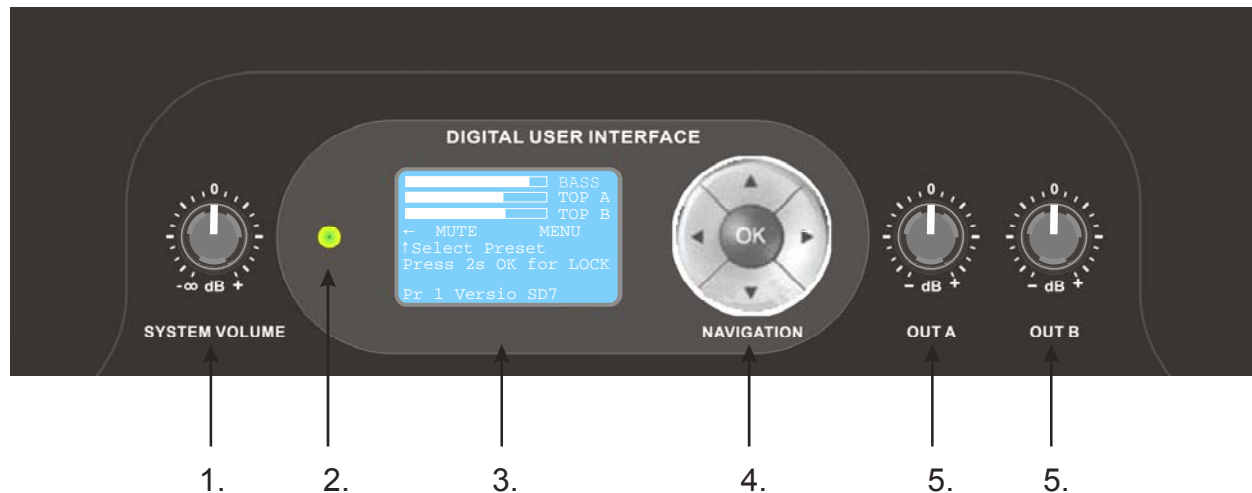 DIGITAL USER INTERFACE
BASS
TOP A
TOP B
← MUTE MENU
↑Select Preset
Press 2s OK for LOCK
Pr 1 Versio SD7
0
-∞ dB +
SYSTEM VOLUME
OK
NAVIGATION
0
- dB +
OUT A
0
- dB +
OUT B
1. 2. 3. 4. 5. 5.